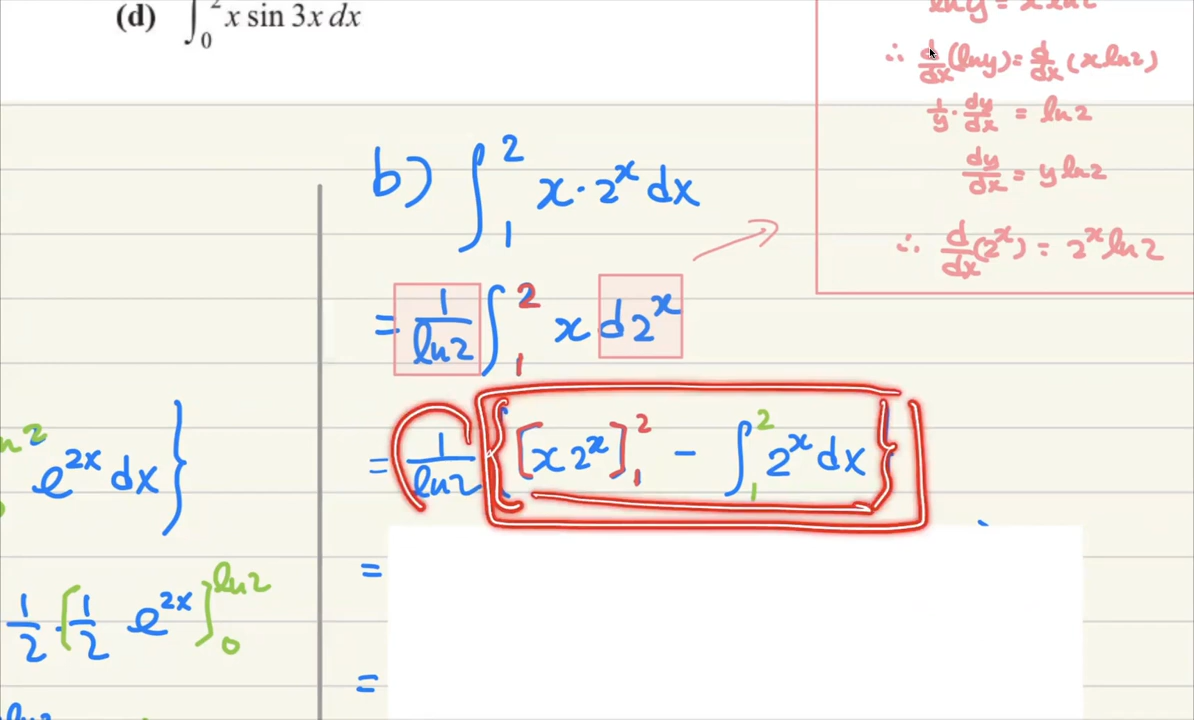 (d) ∫₀² x sin 3x dx
ln y = x ln 2
∴ d/dx (ln y) = d/dx (x ln 2)
1/y · dy/dx = ln 2
dy/dx = y ln 2
∴ d/dx (2ˣ) = 2ˣ ln 2
b) ∫₁² x · 2ˣ dx
= 1/ln2 ∫₁² x d2ˣ
= 1/ln2 { [x 2ˣ]₁² − ∫₁² 2ˣ dx }
=
=
e²ˣ dx }
1/2 · [1/2 e²ˣ]₀^ln2